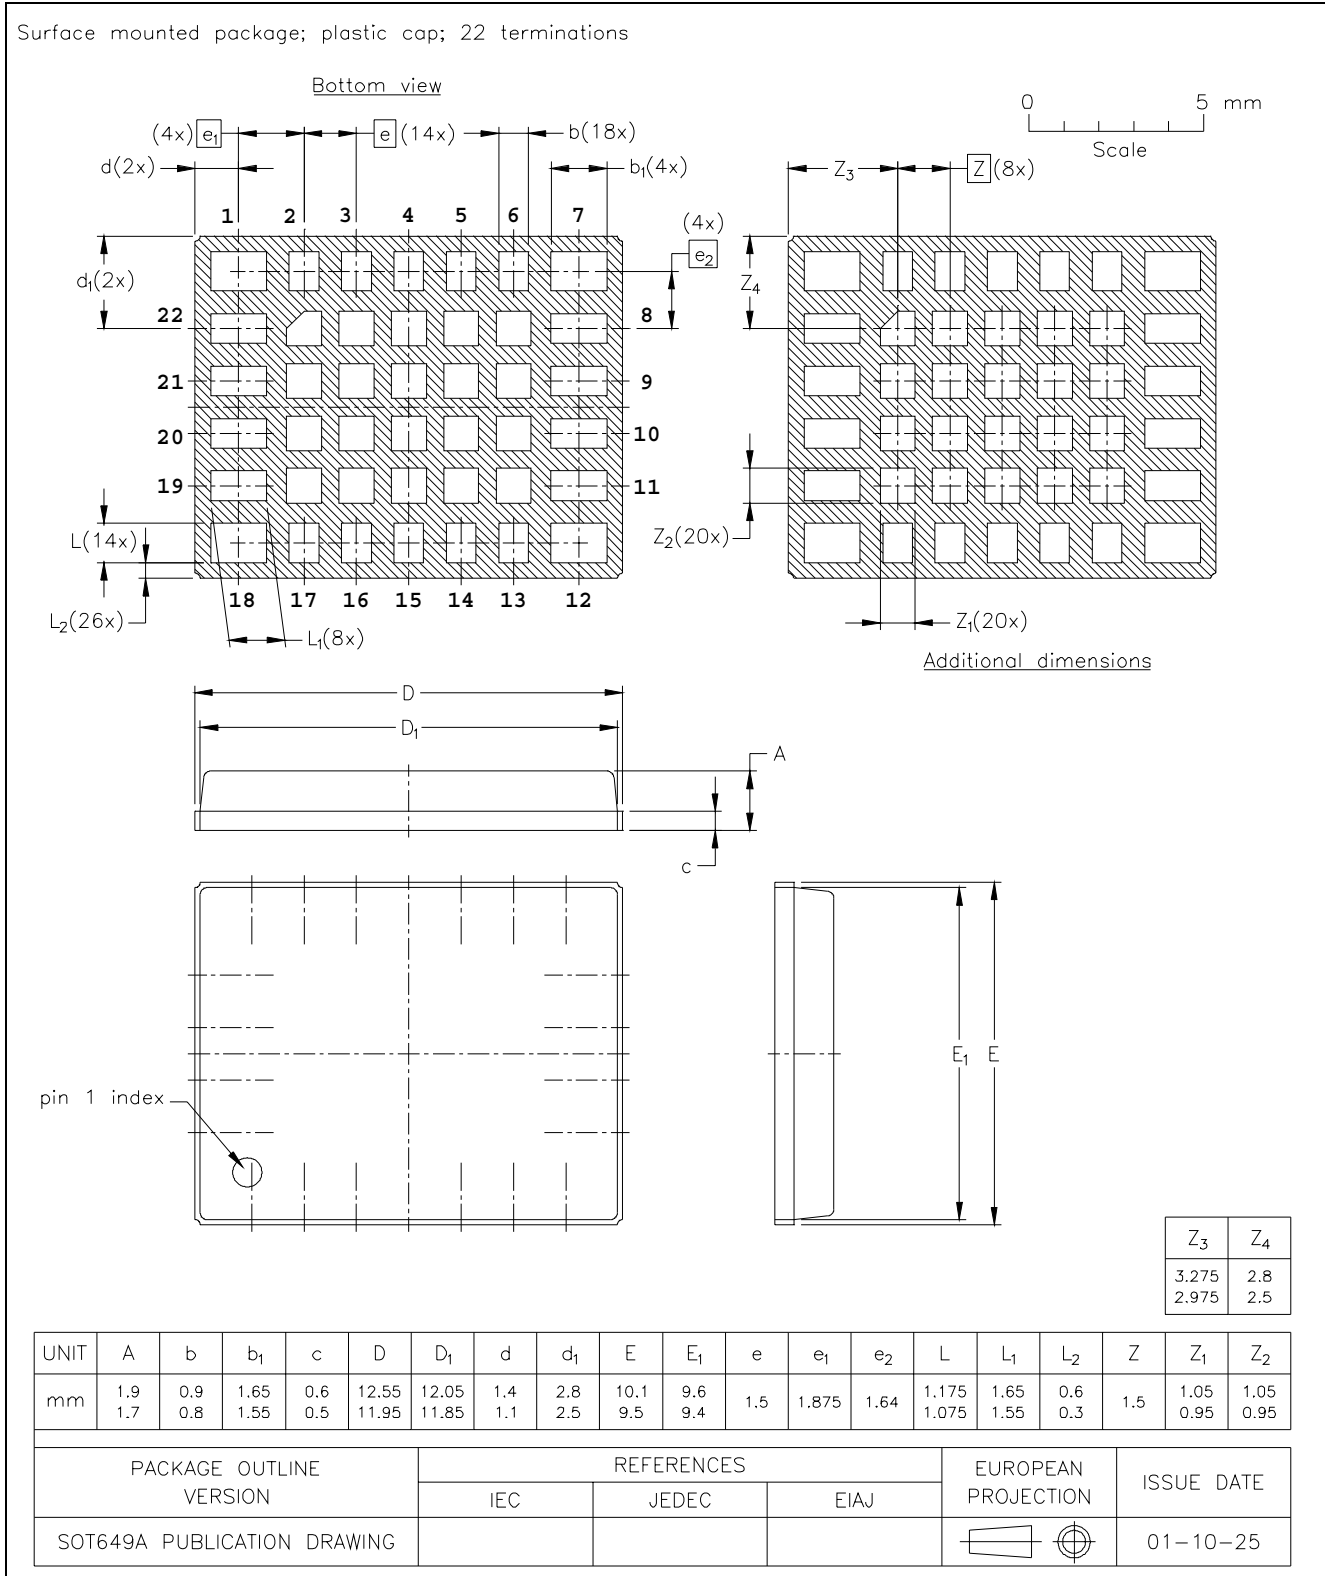 Surface mounted package; plastic cap; 22 terminations
Bottom view
(4x) e₁ e (14x) b(18x)
d(2x) b₁(4x)
0 5 mm
Scale
Z₃ Z (8x)
1 2 3 4 5 6 7
(4x)
e₂
d₁(2x)
Z₄
22 8
21 9
20 10
19 11
L(14x)
Z₂(20x)
18 17 16 15 14 13 12
L₂(26x)
L₁(8x)
Z₁(20x)
Additional dimensions
D
D₁
A
c
E₁ E
pin 1 index
Z₃ Z₄
3.275 2.8
2.975 2.5
UNIT A b b₁ c D D₁ d d₁ E E₁ e e₁ e₂ L L₁ L₂ Z Z₁ Z₂
mm 1.9 0.9 1.65 0.6 12.55 12.05 1.4 2.8 10.1 9.6 1.5 1.875 1.64 1.175 1.65 0.6 1.5 1.05 1.05
1.7 0.8 1.55 0.5 11.95 11.85 1.1 2.5 9.5 9.4 1.075 1.55 0.3 0.95 0.95
PACKAGE OUTLINE VERSION
REFERENCES
IEC JEDEC EIAJ
EUROPEAN PROJECTION
ISSUE DATE
SOT649A PUBLICATION DRAWING
01-10-25